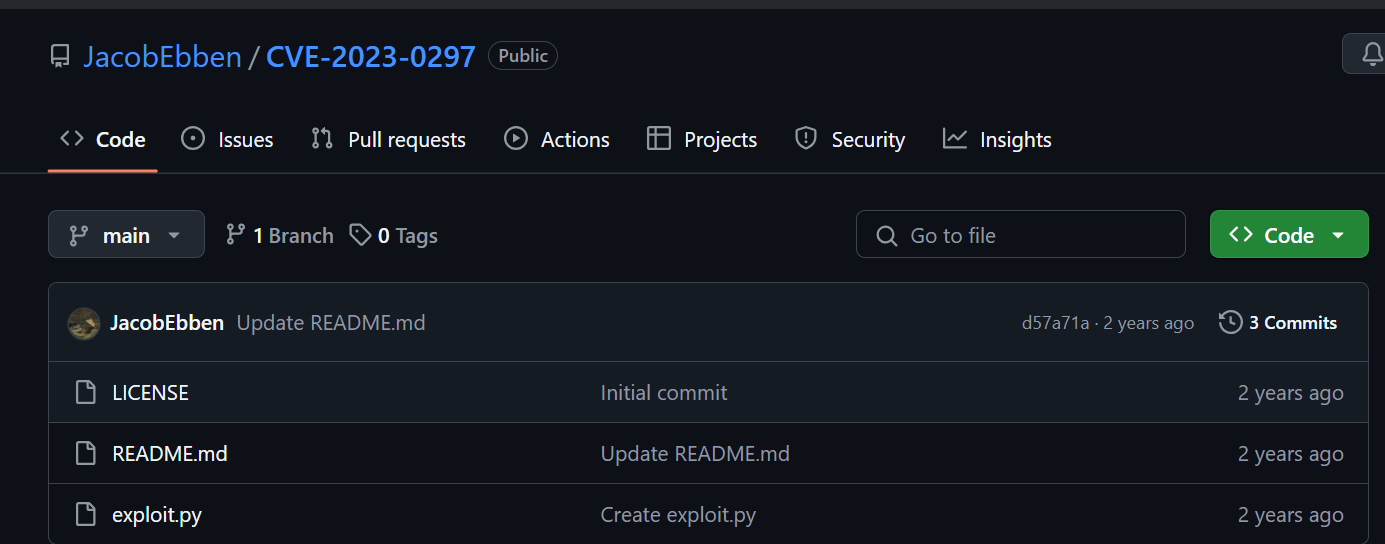 JacobEbben / CVE-2023-0297 Public
Code Issues Pull requests Actions Projects Security Insights
main 1 Branch 0 Tags Go to file Code
JacobEbben Update README.md d57a71a · 2 years ago 3 Commits
LICENSE Initial commit 2 years ago
README.md Update README.md 2 years ago
exploit.py Create exploit.py 2 years ago